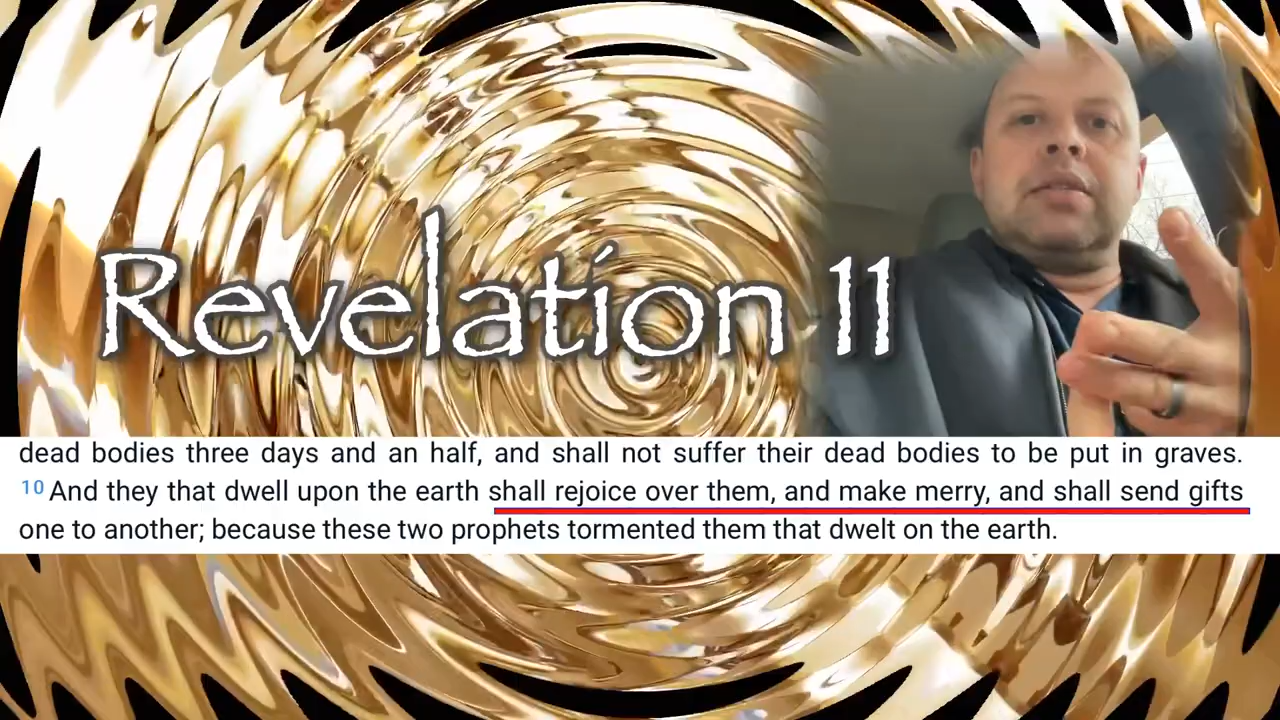 Revelation 11
dead bodies three days and an half, and shall not suffer their dead bodies to be put in graves.
10 And they that dwell upon the earth shall rejoice over them, and make merry, and shall send gifts
one to another; because these two prophets tormented them that dwelt on the earth.